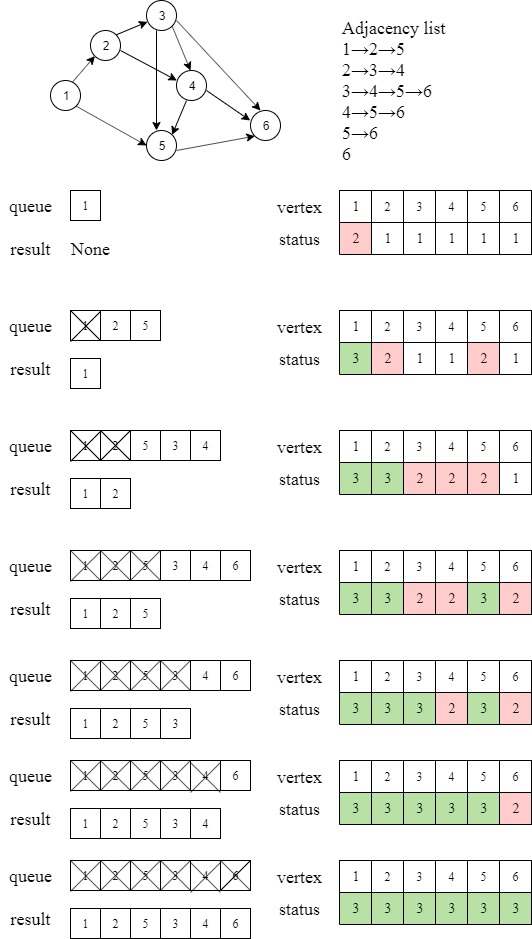 3
2
4
1
6
5
Adjacency list
1→2→5
2→3→4
3→4→5→6
4→5→6
5→6
6
queue 1
vertex 1 2 3 4 5 6
result None
status 2 1 1 1 1 1
queue 1 2 5
vertex 1 2 3 4 5 6
result 1
status 3 2 1 1 2 1
queue 1 2 5 3 4
vertex 1 2 3 4 5 6
result 1 2
status 3 3 2 2 2 1
queue 1 2 5 3 4 6
vertex 1 2 3 4 5 6
result 1 2 5
status 3 3 2 2 3 2
queue 1 2 5 3 4 6
vertex 1 2 3 4 5 6
result 1 2 5 3
status 3 3 3 2 3 2
queue 1 2 5 3 4 6
vertex 1 2 3 4 5 6
result 1 2 5 3 4
status 3 3 3 3 3 2
queue 1 2 5 3 4 6
vertex 1 2 3 4 5 6
result 1 2 5 3 4 6
status 3 3 3 3 3 3